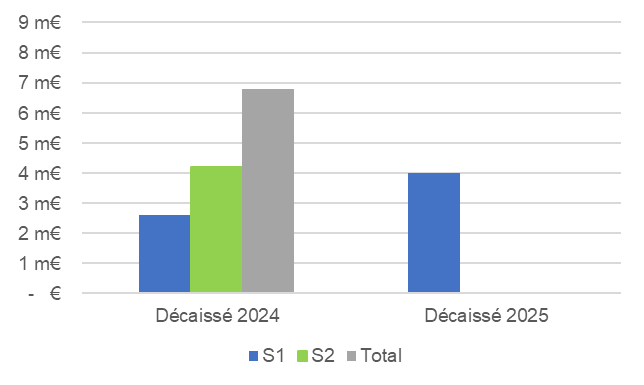 9 m€
8 m€
7 m€
6 m€
5 m€
4 m€
3 m€
2 m€
1 m€
- €
Décaissé 2024 Décaissé 2025
S1 S2 Total